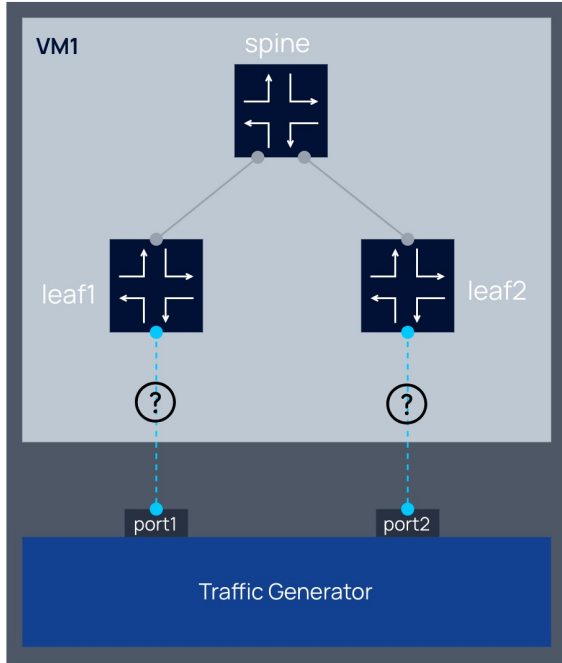 VM1
spine
leaf1
leaf2
?
?
port1
port2
Traffic Generator